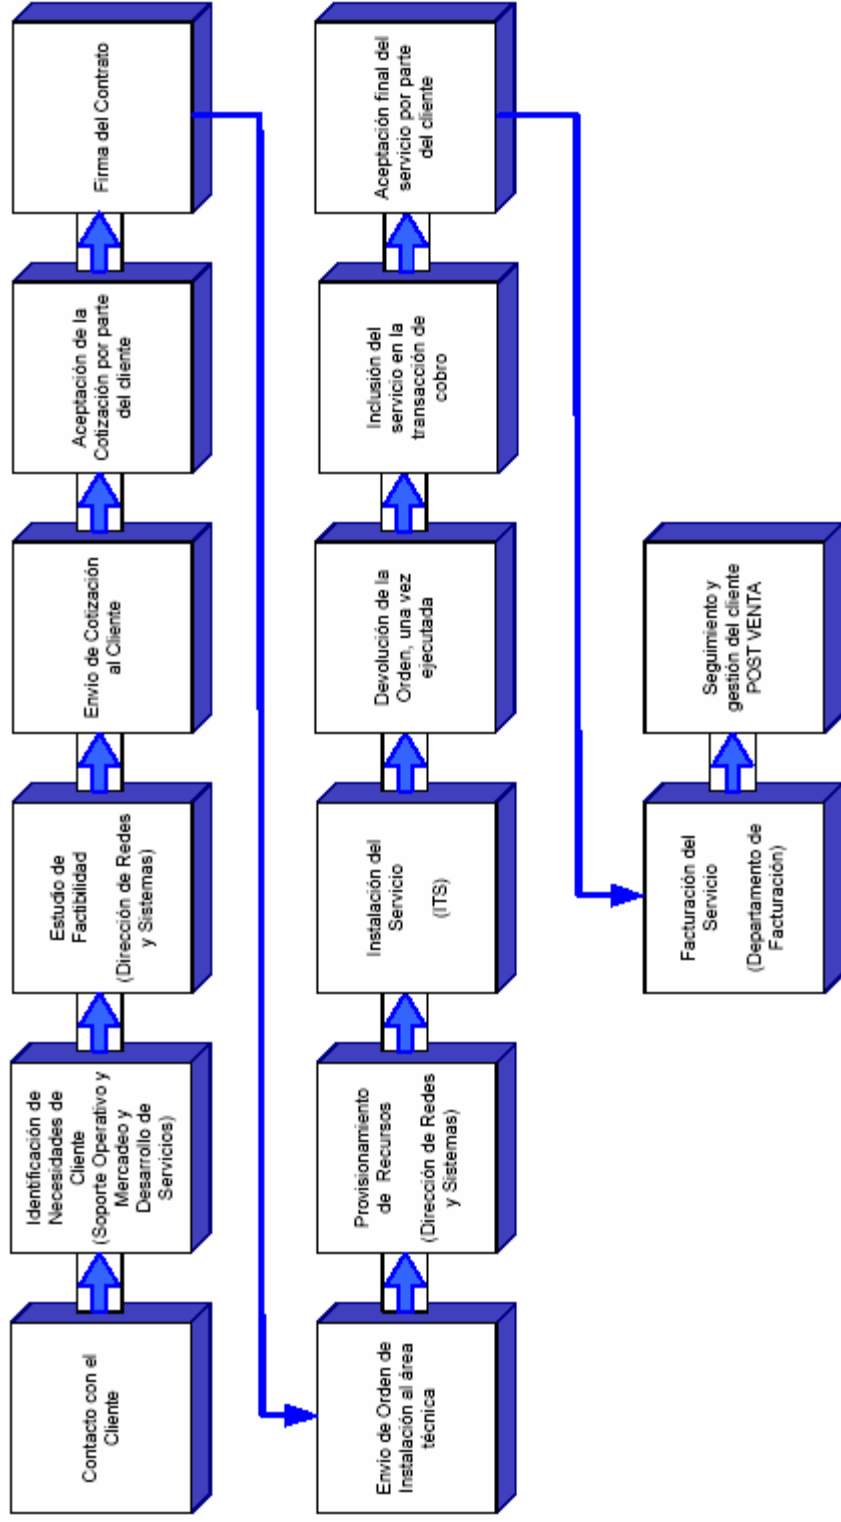 Contacto con el
Cliente
Identificación de
Necesidades de
Cliente
(Soporte Operativo y
Mercadeo y
Desarrollo de
Servicios)
Estudio de
Factibilidad
(Dirección de Redes
y Sistemas)
Envío de Cotización
al Cliente
Aceptación de la
Cotización por parte
del cliente
Firma del Contrato
Envío de Orden de
Instalación al área
técnica
Provisionamiento
de Recursos
(Dirección de Redes
y Sistemas)
Instalación del
Servicio
(ITS)
Devolución de la
Orden, una vez
ejecutada
Inclusión del
servicio en la
transacción de
cobro
Aceptación final del
servicio por parte
del cliente
Facturación del
Servicio
(Departamento de
Facturación)
Seguimiento y
gestión del cliente
POST VENTA